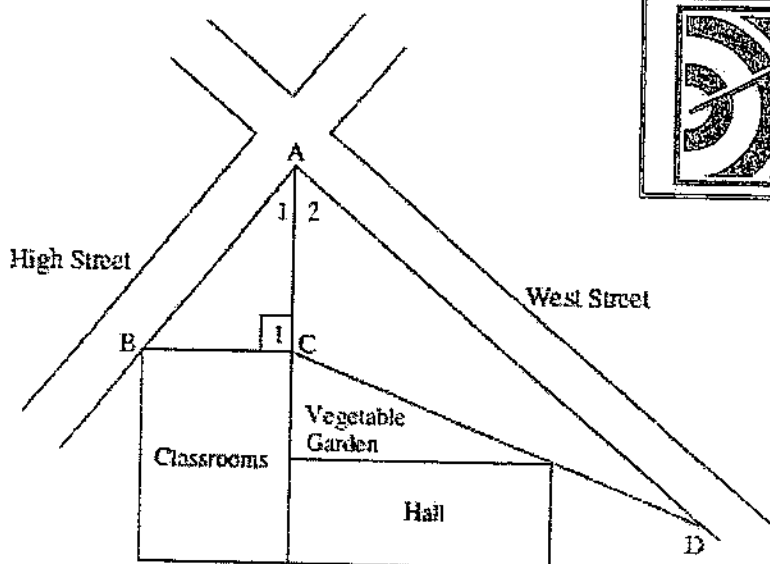 A
1 2
High Street
West Street
B
1
C
Vegetable
Garden
Classrooms
Hall
D